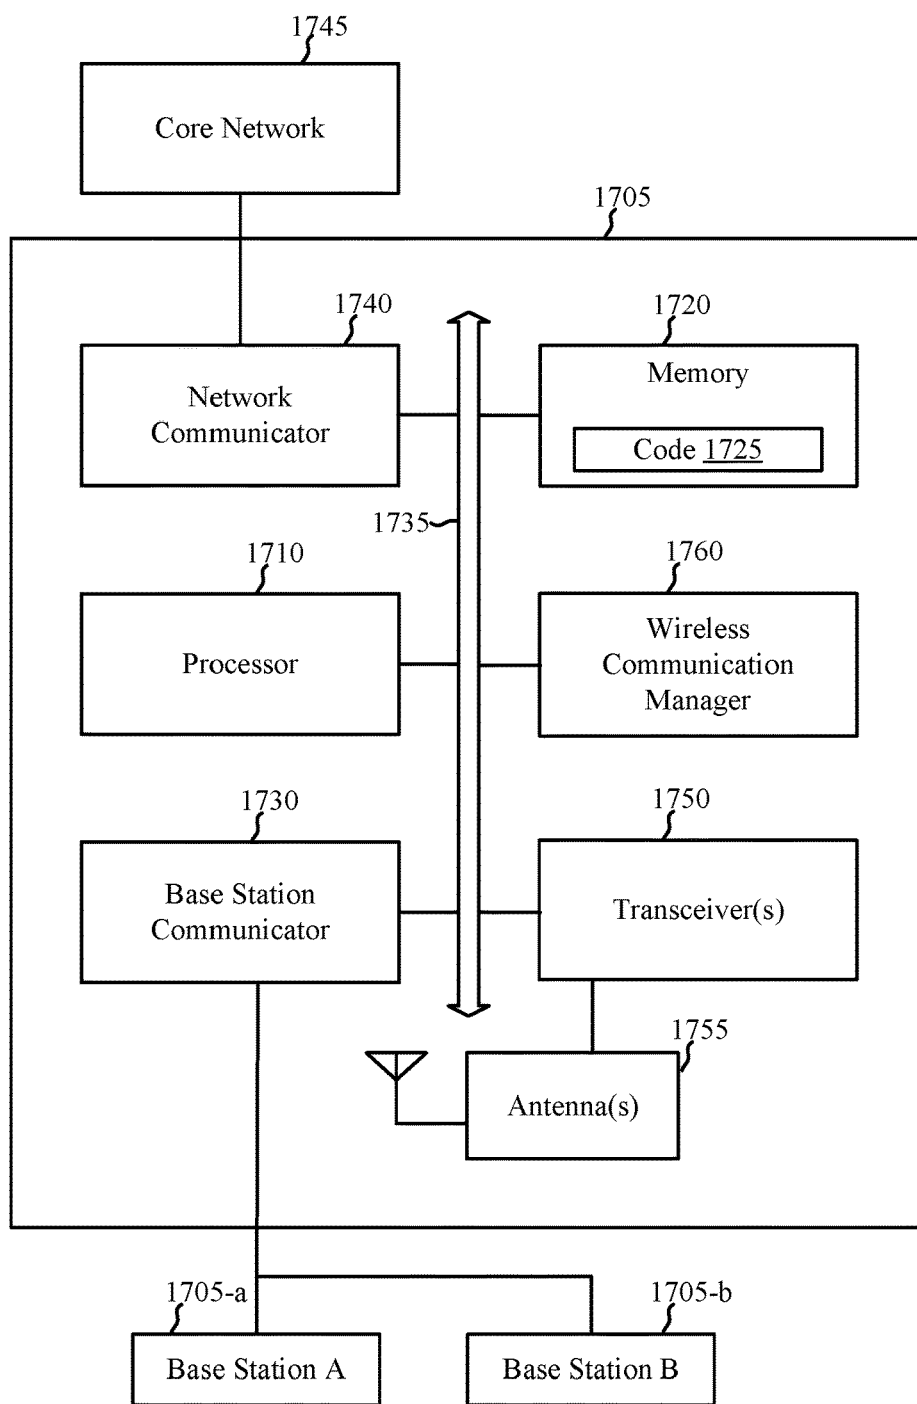 1745
Core Network
1705
1740
1720
Network
Communicator
Memory
Code 1725
1735
1710
1760
Processor
Wireless
Communication
Manager
1730
1750
Base Station
Communicator
Transceiver(s)
1755
Antenna(s)
1705-a
1705-b
Base Station A
Base Station B